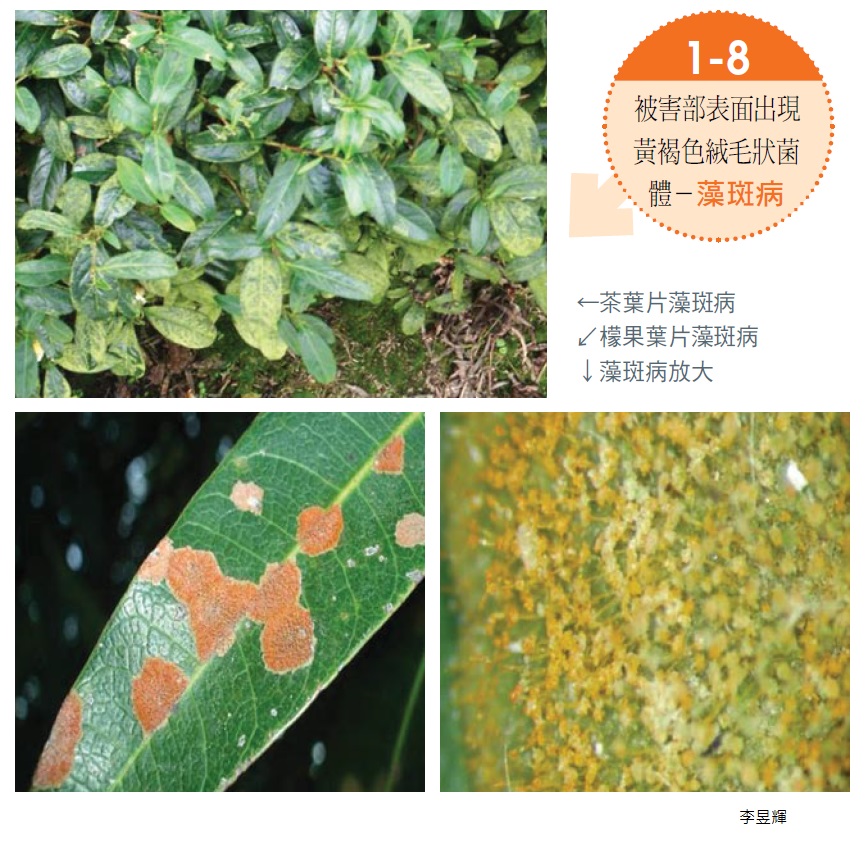 1-8
被害部表面出現
黃褐色絨毛狀菌
體－藻斑病
←茶葉片藻斑病
↙檬果葉片藻斑病
↓藻斑病放大
李昱輝